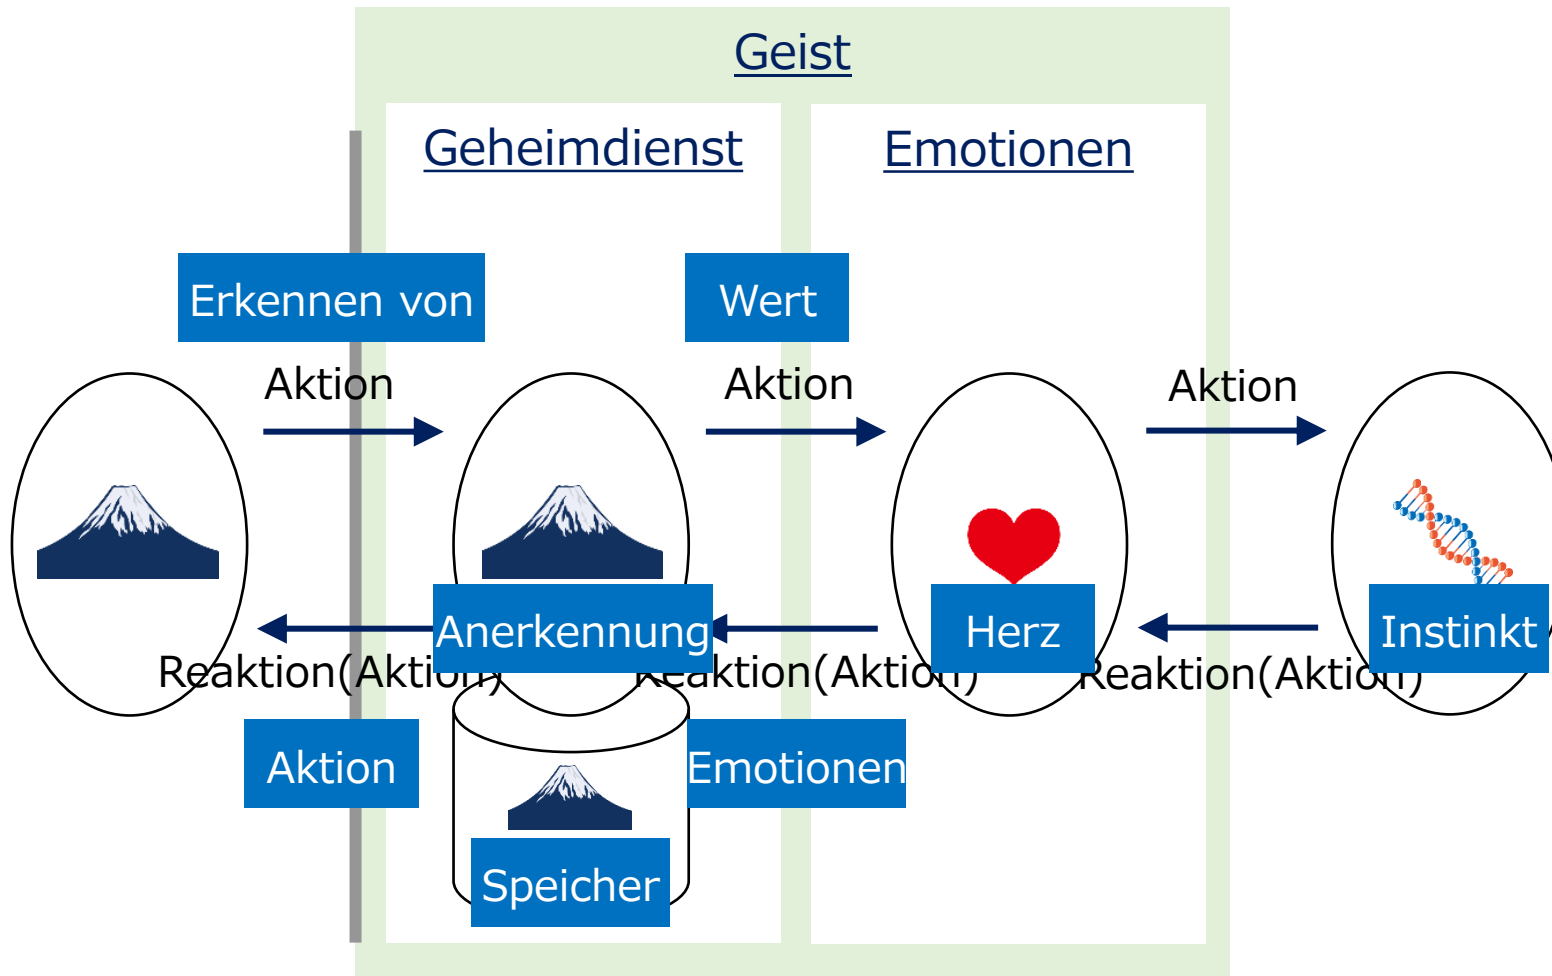 Geist
Geheimdienst
Emotionen
Erkennen von
Wert
Aktion
Aktion
Aktion
Anerkennung
Herz
Instinkt
Reaktion(Aktion)
Reaktion(Aktion)
Reaktion(Aktion)
Aktion
Emotionen
Speicher